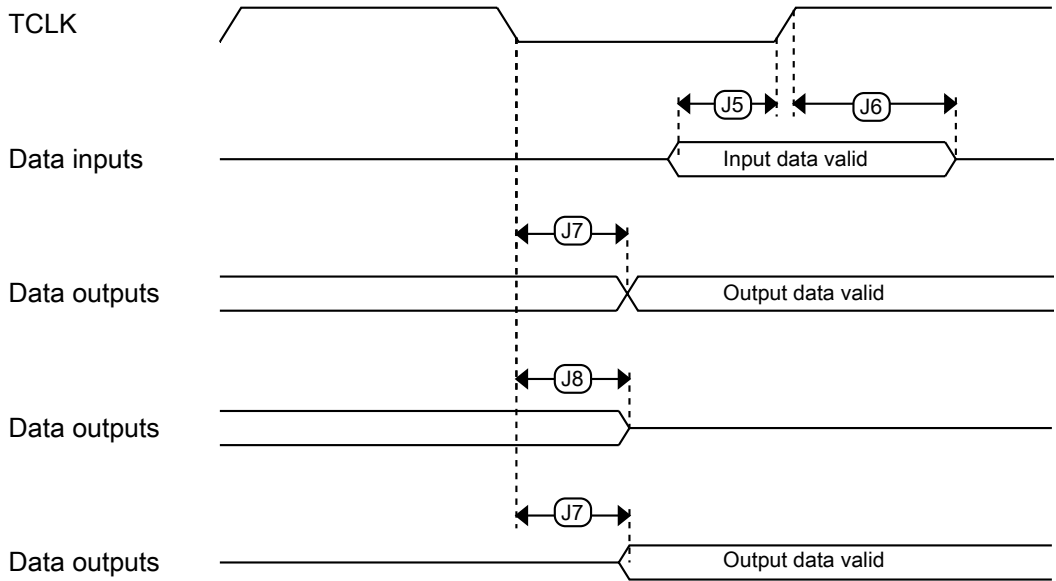 TCLK
J5
J6
Data inputs
Input data valid
J7
Data outputs
Output data valid
J8
Data outputs
J7
Data outputs
Output data valid